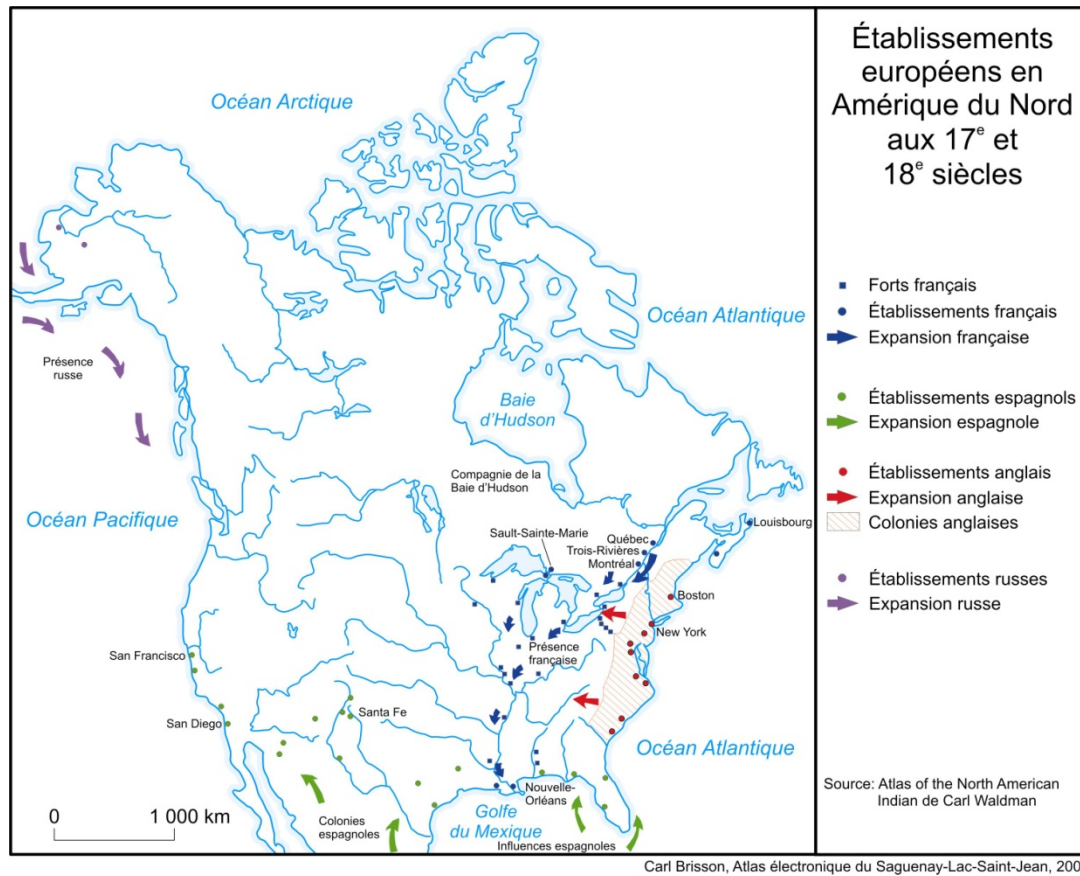 Établissements
européens en
Amérique du Nord
aux 17e et
18e siècles
Forts français
Établissements français
Expansion française
Établissements espagnols
Expansion espagnole
Établissements anglais
Expansion anglaise
Colonies anglaises
Établissements russes
Expansion russe
Source: Atlas of the North American
Indian de Carl Waldman
Océan Arctique
Océan Atlantique
Présence
russe
Baie
d'Hudson
Compagnie de la
Baie d'Hudson
Océan Pacifique
Louisbourg
Québec
Sault-Sainte-Marie
Trois-Rivières
Montréal
Boston
New York
Présence
française
San Francisco
Santa Fe
San Diego
Océan Atlantique
Nouvelle-
Orléans
Golfe
du Mexique
0 1 000 km
Colonies
espagnoles
Influences espagnoles
Carl Brisson, Atlas électronique du Saguenay-Lac-Saint-Jean, 200